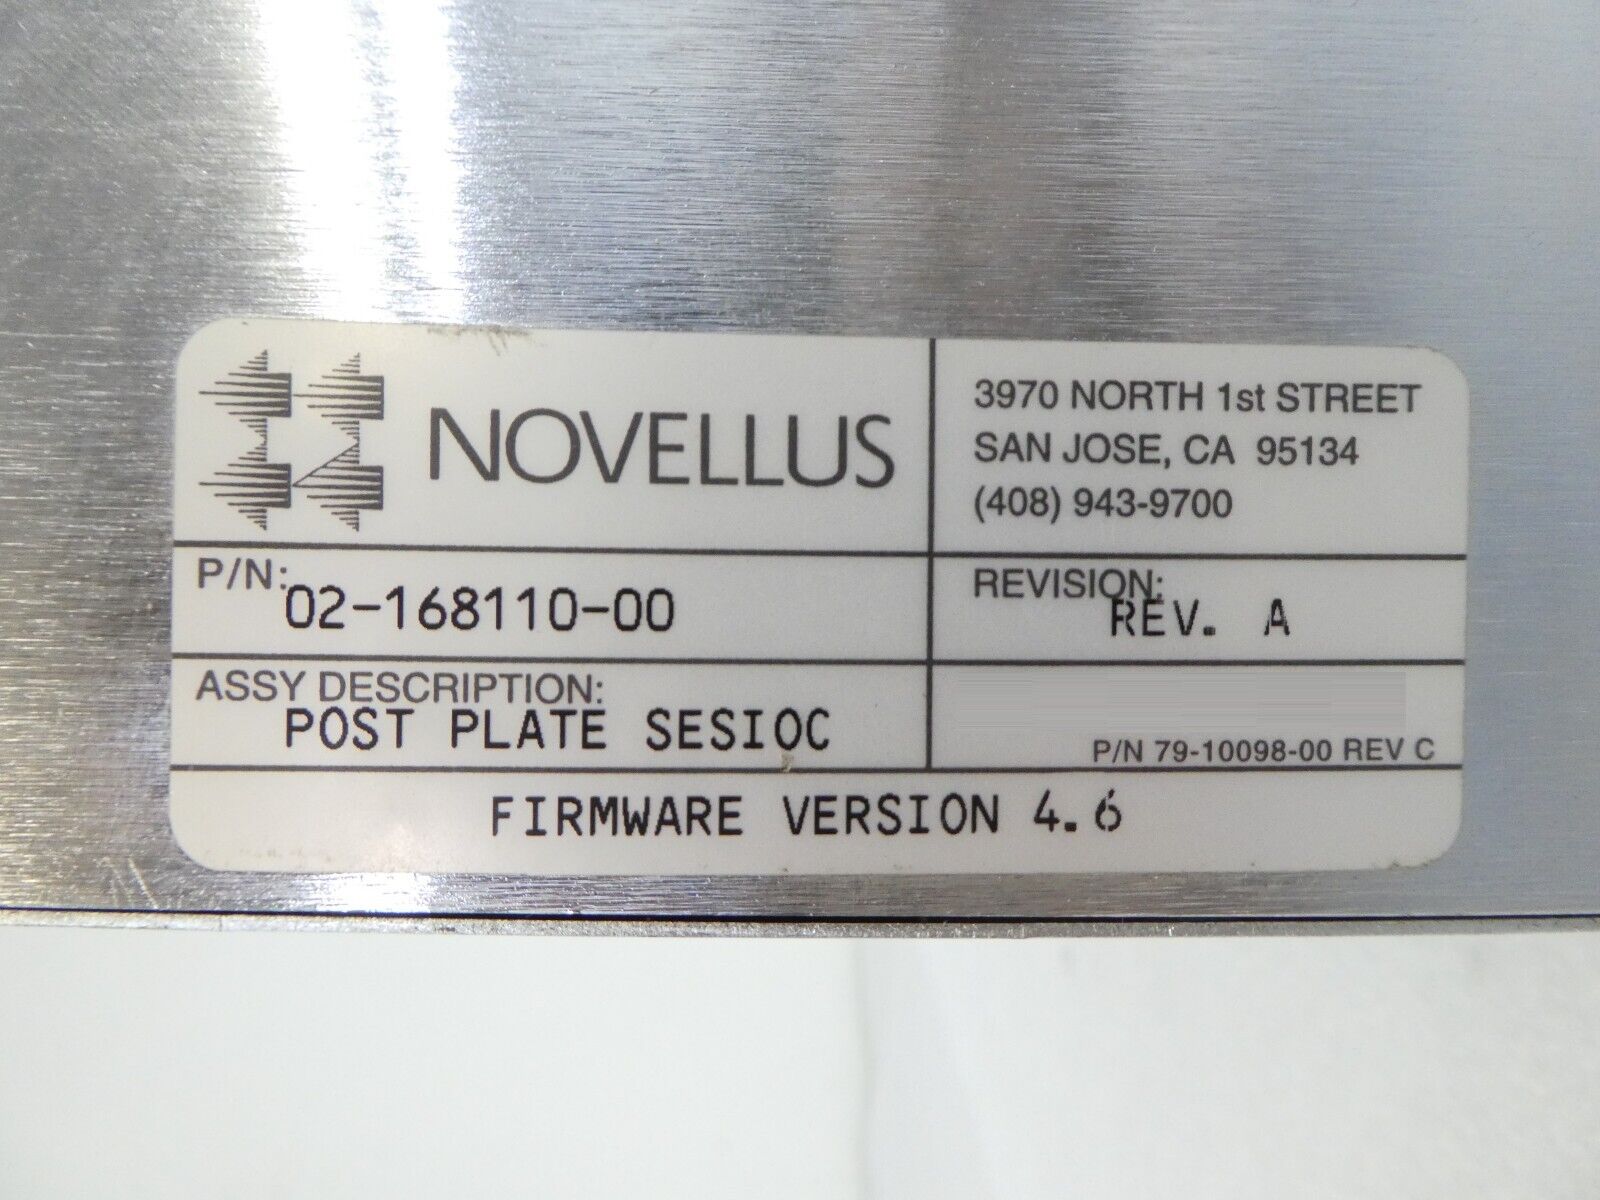 NOVELLUS
3970 NORTH 1st STREET
SAN JOSE, CA 95134
(408) 943-9700
P/N: 02-168110-00
REVISION: REV. A
ASSY DESCRIPTION:
POST PLATE SESIOC
P/N 79-10098-00 REV C
FIRMWARE VERSION 4.6